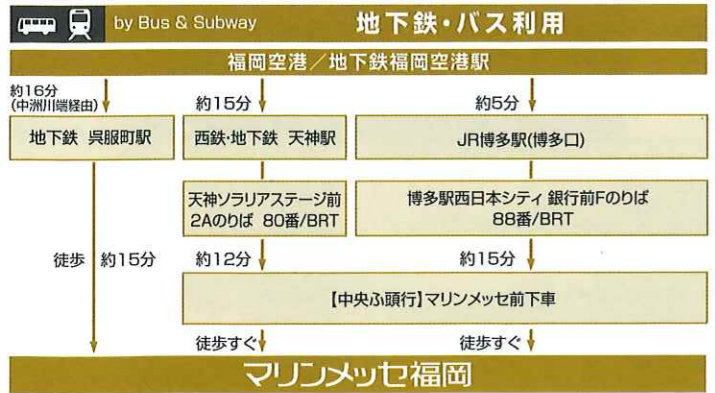 by Bus & Subway 地下鉄・バス利用
福岡空港／地下鉄福岡空港駅
約16分
(中洲川端経由)
約15分
約5分
地下鉄 呉服町駅
西鉄・地下鉄 天神駅
JR博多駅(博多口)
天神ソラリアステージ前
2Aのりば 80番/BRT
博多駅西日本シティ 銀行前Fのりば
88番/BRT
徒歩 約15分
約12分
約15分
【中央ふ頭行】マリンメッセ前下車
徒歩すぐ
徒歩すぐ
マリンメッセ福岡